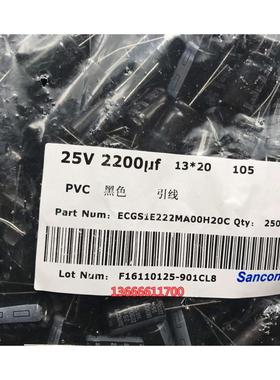 25V 2200µf 13*20 105
PVC 黑色 引线
Part Num: ECGS1E222MA00H20C Qty: 250
Lot Num: F16110125-901CL8 Sancon
13666611700